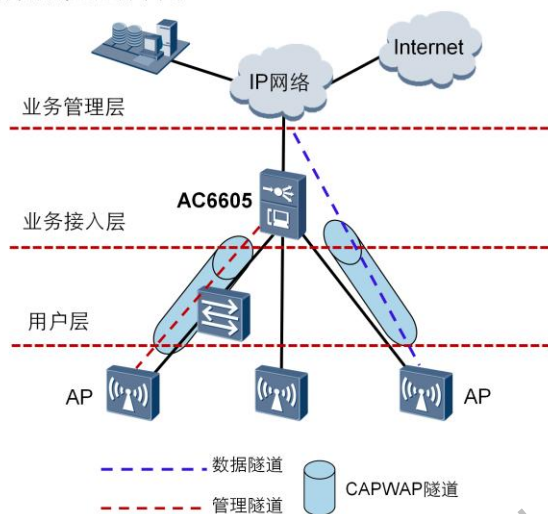 Internet
IP网络
业务管理层
AC6605
业务接入层
用户层
AP
AP
数据隧道
管理隧道
CAPWAP隧道